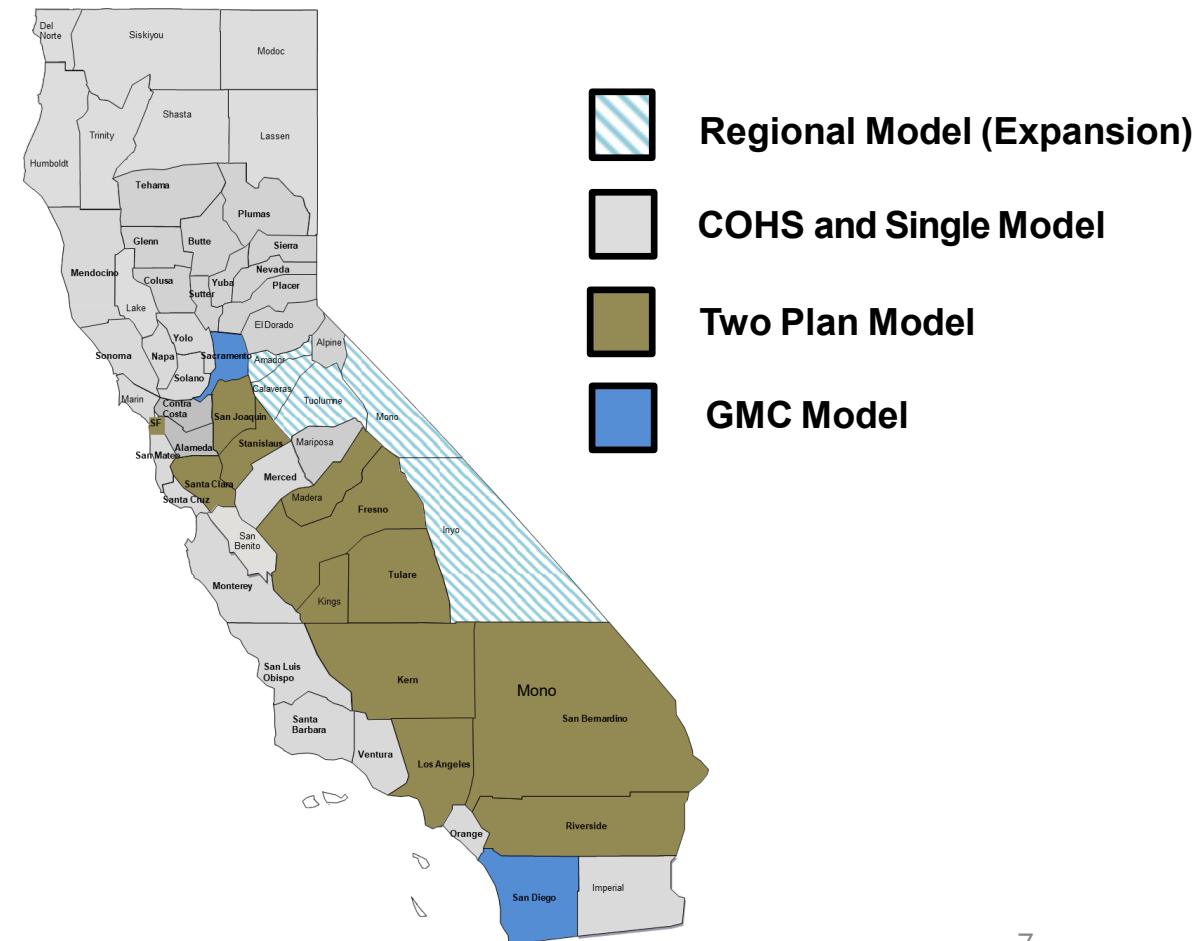 Del
Norte
Siskiyou
Modoc
Humboldt
Trinity
Shasta
Lassen
Tehama
Plumas
Mendocino
Glenn
Butte
Sierra
Colusa
Yuba
Nevada
Sutter
Placer
Lake
El Dorado
Yolo
Alpine
Sonoma
Napa
Sacramento
Amador
Solano
Calaveras
Marin
Tuolumne
Mono
Contra
Costa
San Joaquin
SF
Alameda
Stanislaus
Mariposa
San Mateo
Merced
Santa Clara
Madera
Santa Cruz
Fresno
Inyo
San
Benito
Tulare
Monterey
Kings
San Luis
Obispo
Kern
Mono
San Bernardino
Santa
Barbara
Ventura
Los Angeles
Orange
Riverside
San Diego
Imperial
Regional Model (Expansion)
COHS and Single Model
Two Plan Model
GMC Model
7